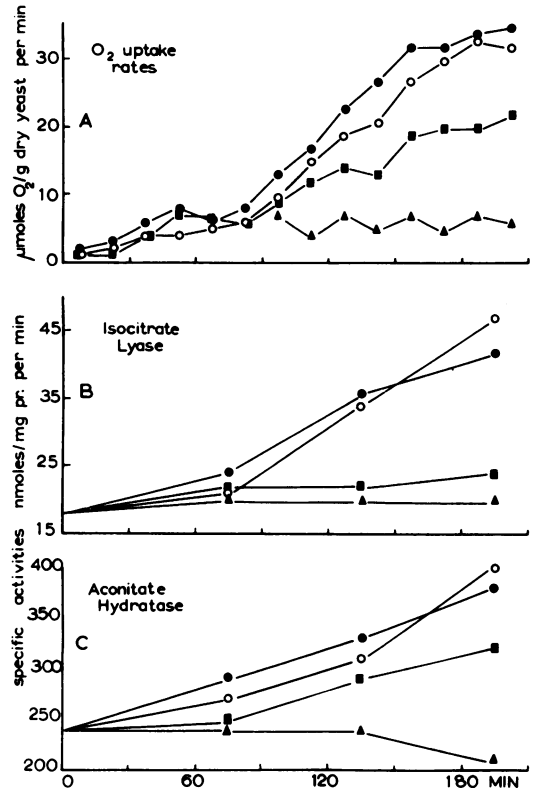 O₂ uptake
rates
A
30
20
10
0
μmoles O₂/g dry yeast per min
Isocitrate
Lyase
B
45
35
25
15
Aconitate
Hydratase
C
400
350
300
250
200
specific activities nmoles/mg pr. per min
0 60 120 180 MIN